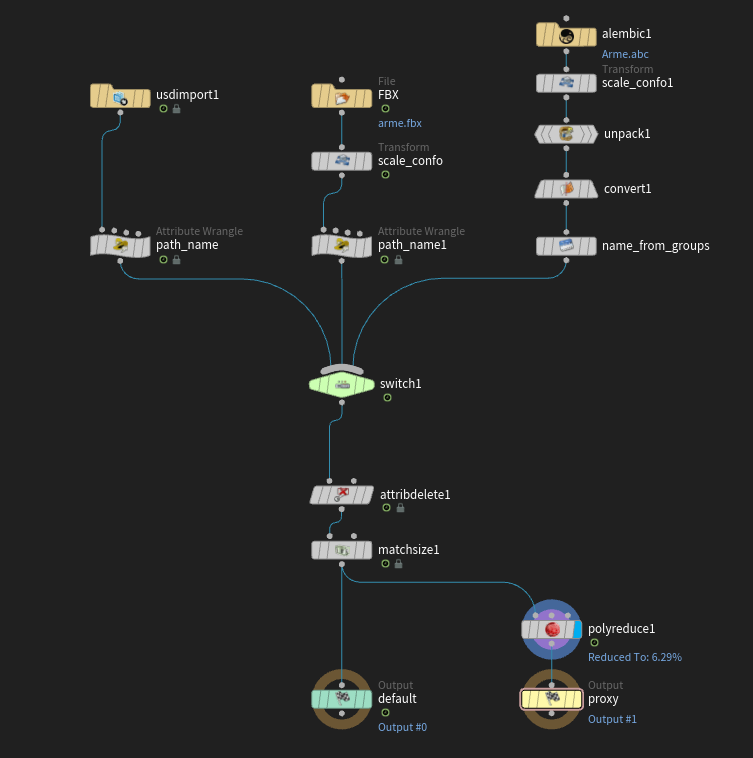 alembic1
Arme.abc
Transform
scale_confo1
File
usdimport1
FBX
arme.fbx
unpack1
Transform
scale_confo
convert1
Attribute Wrangle
path_name
Attribute Wrangle
path_name1
name_from_groups
switch1
attribdelete1
matchsize1
polyreduce1
Reduced To: 6.29%
Output
default
Output #0
Output
proxy
Output #1